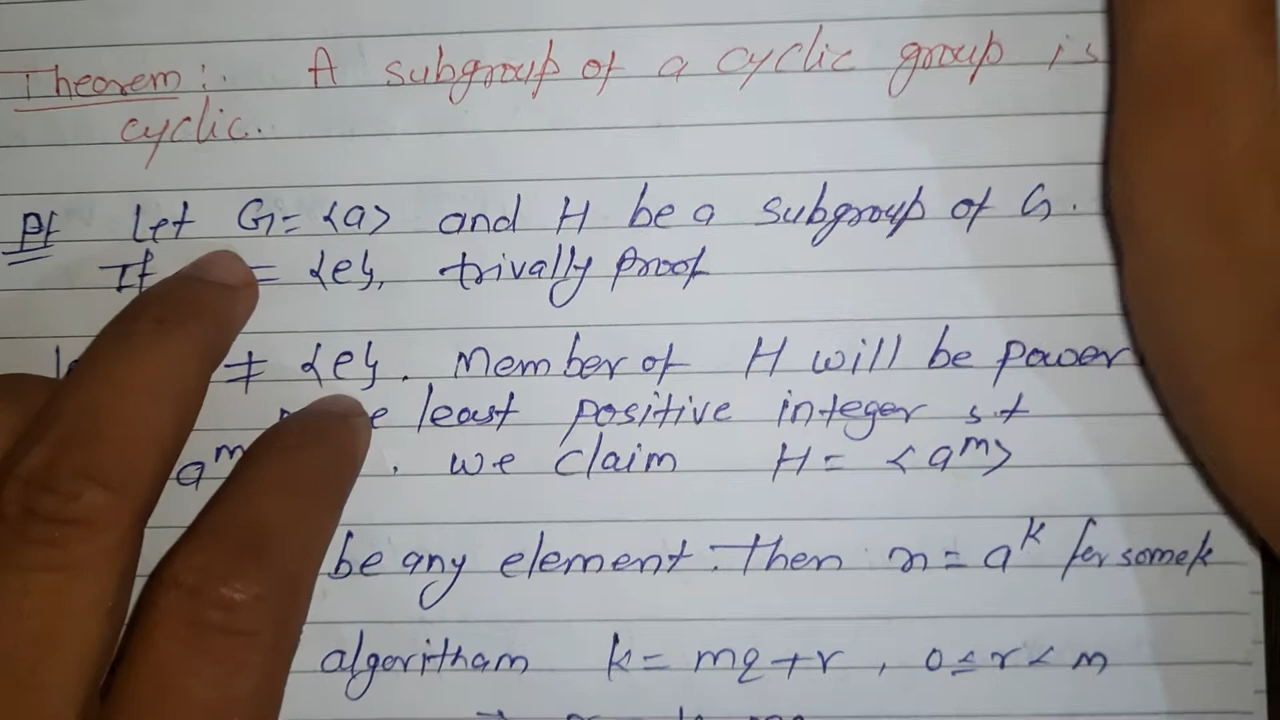 Theorem :. A subgroup of a cyclic group is
cyclic.
Pf Let G = <a> and H be a subgroup of G.
If = {e}, trivally proof
≠ {e}. Member of H will be power
least positive integer s.t
a^m . we claim H = <a^m>
be any element. Then x = a^k for some k
algoritham k = mq + r , 0 ≤ r < m